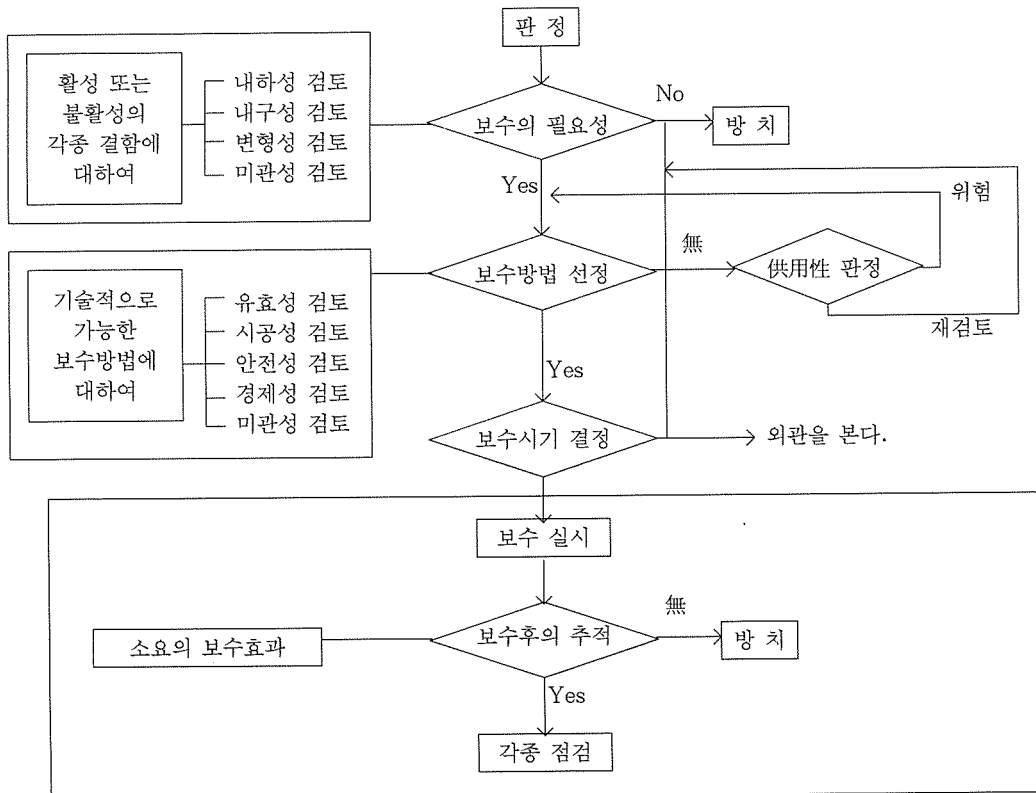 판 정
활성 또는
불활성의
각종 결함에
대하여
내하성 검토
내구성 검토
변형성 검토
미관성 검토
보수의 필요성
No
방 치
Yes
위험
기술적으로
가능한
보수방법에
대하여
유효성 검토
시공성 검토
안전성 검토
경제성 검토
미관성 검토
보수방법 선정
無
供用性 판정
재검토
Yes
보수시기 결정
외관을 본다.
보수 실시
소요의 보수효과
보수후의 추적
無
방 치
Yes
각종 점검